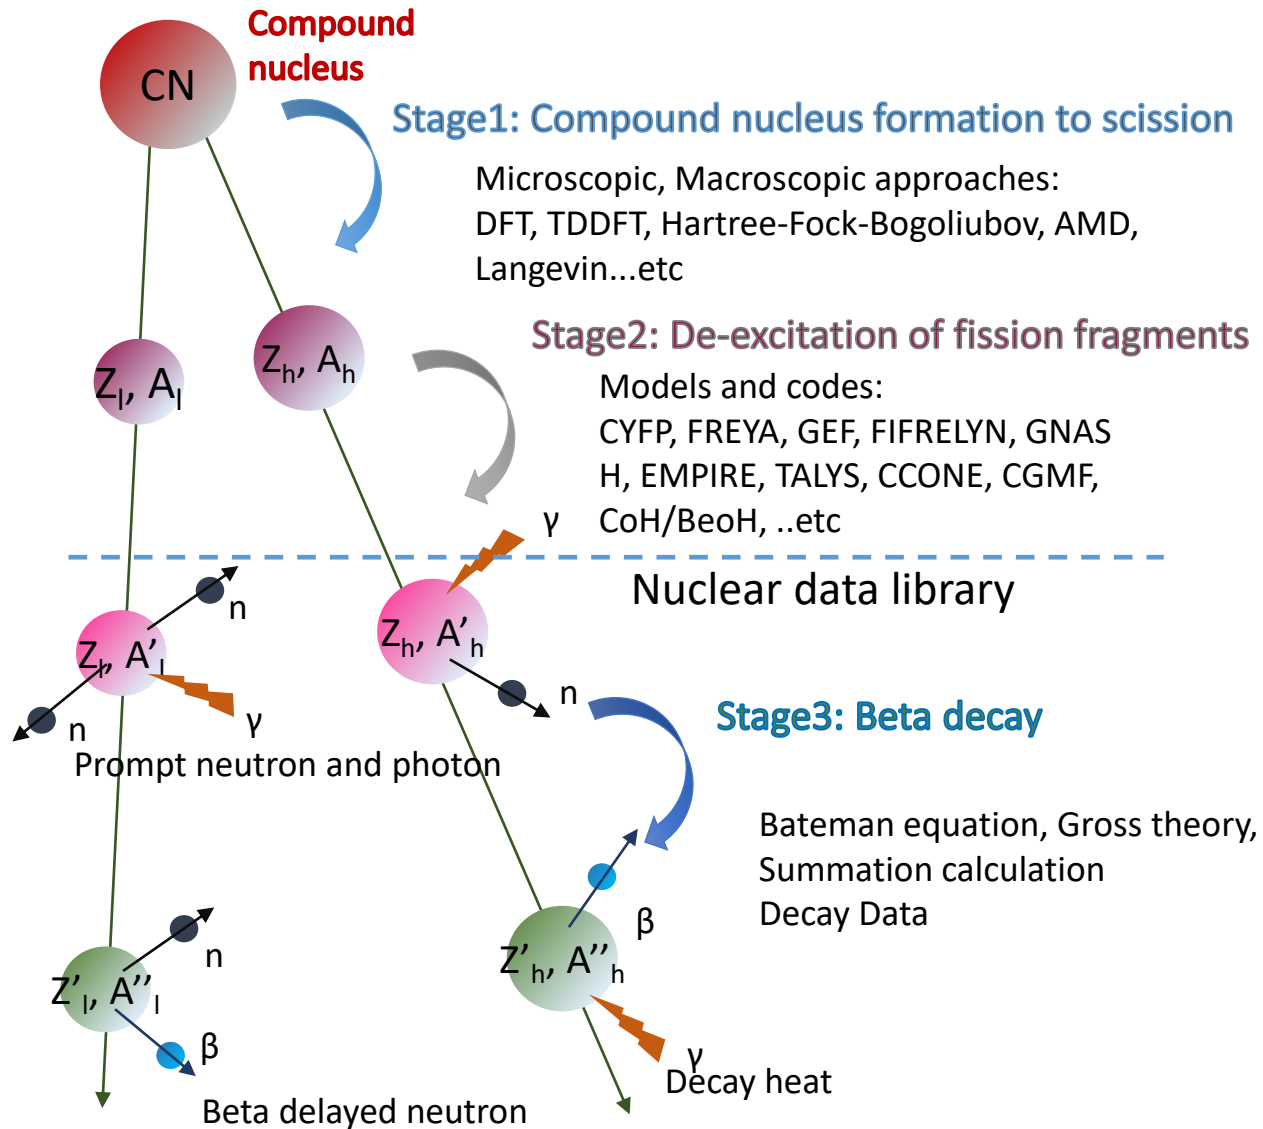 Compound
nucleus
CN
Stage1: Compound nucleus formation to scission
Microscopic, Macroscopic approaches:
DFT, TDDFT, Hartree-Fock-Bogoliubov, AMD,
Langevin...etc
Stage2: De-excitation of fission fragments
Zh, Ah
Zl, Al
Models and codes:
CYFP, FREYA, GEF, FIFRELYN, GNAS
H, EMPIRE, TALYS, CCONE, CGMF,
CoH/BeoH, ..etc
γ
Nuclear data library
n
Zl, A'l
Zh, A'h
n
n
γ
Stage3: Beta decay
Prompt neutron and photon
Bateman equation, Gross theory,
Summation calculation
Decay Data
β
n
Z'h, A''h
Z'l, A''l
β
γ
Decay heat
Beta delayed neutron